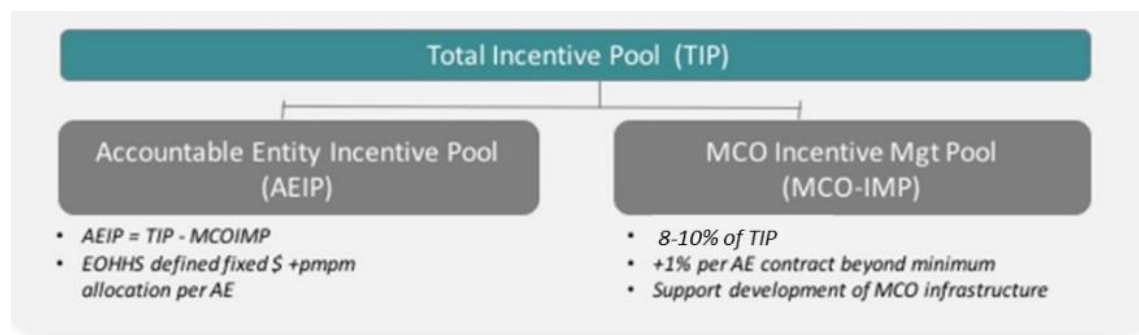 Total Incentive Pool  (TIP)
Accountable Entity Incentive Pool
(AEIP)
• AEIP = TIP - MCOIMP
• EOHHS defined fixed $ +pmpm
allocation per AE
MCO Incentive Mgt Pool
(MCO-IMP)
• 8-10% of TIP
• +1% per AE contract beyond minimum
• Support development of MCO infrastructure